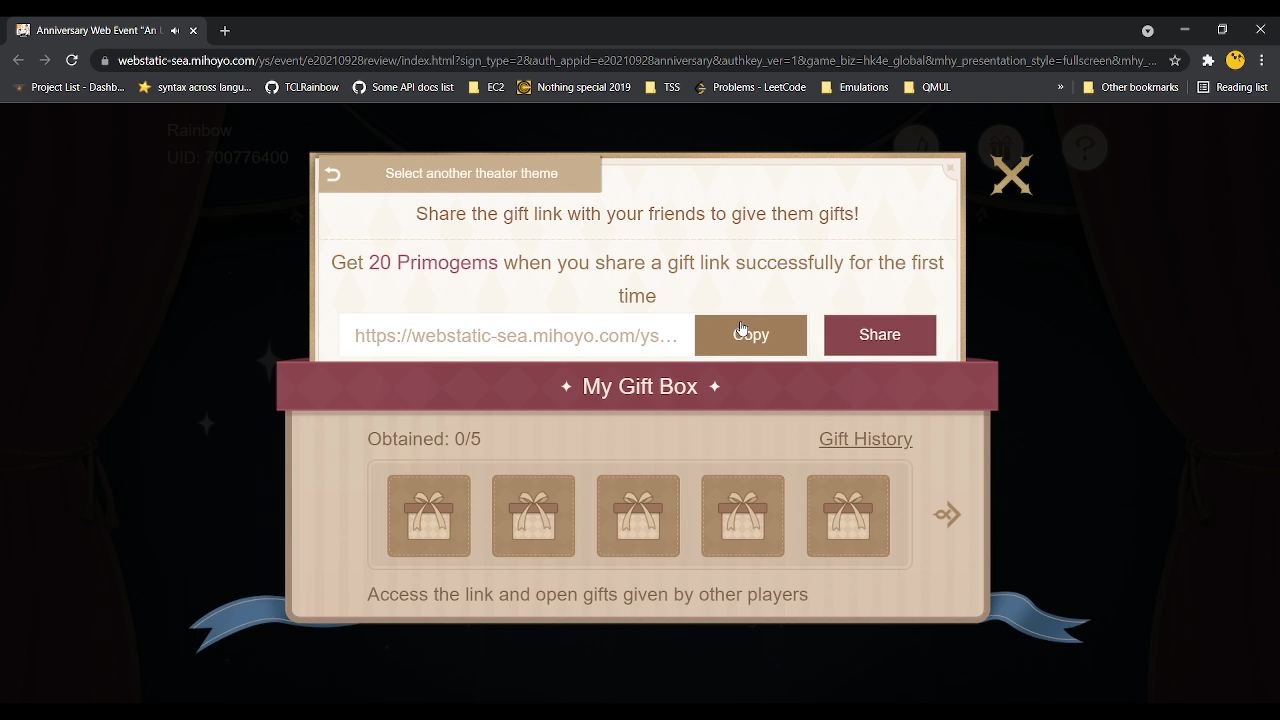 Anniversary Web Event "An
webstatic-sea.mihoyo.com/ys/event/e20210928review/index.html?sign_type=2&auth_appid=e20210928anniversary&authkey_ver=1&game_biz=hk4e_global&mhy_presentation_style=fullscreen&mhy_...
Project List - Dashb... syntax across langu... TCLRainbow Some API docs list EC2 Nothing special 2019 TSS Problems - LeetCode Emulations QMUL » Other bookmarks Reading list
Rainbow
UID: 700776400
Select another theater theme
Share the gift link with your friends to give them gifts!
Get 20 Primogems when you share a gift link successfully for the first
time
https://webstatic-sea.mihoyo.com/ys... Copy Share
My Gift Box
Obtained: 0/5 Gift History
Access the link and open gifts given by other players